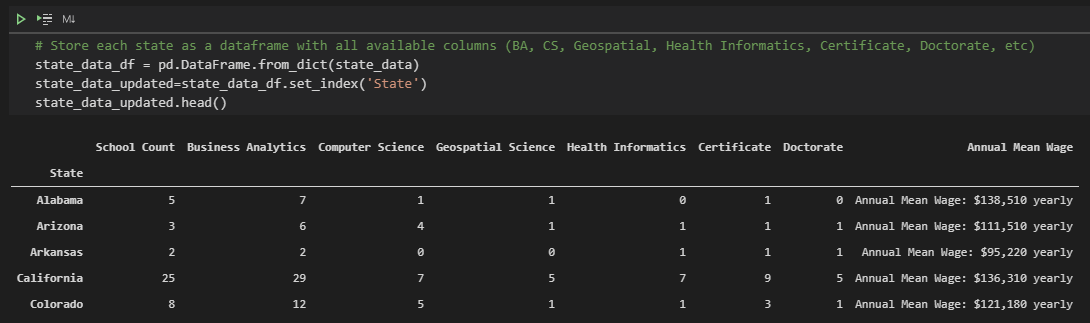 M↓
# Store each state as a dataframe with all available columns (BA, CS, Geospatial, Health Informatics, Certificate, Doctorate, etc)
state_data_df = pd.DataFrame.from_dict(state_data)
state_data_updated=state_data_df.set_index('State')
state_data_updated.head()
School Count Business Analytics Computer Science Geospatial Science Health Informatics Certificate Doctorate Annual Mean Wage
State
Alabama 5 7 1 1 0 1 0 Annual Mean Wage: $138,510 yearly
Arizona 3 6 4 1 1 1 1 Annual Mean Wage: $111,510 yearly
Arkansas 2 2 0 0 1 1 1 Annual Mean Wage: $95,220 yearly
California 25 29 7 5 7 9 5 Annual Mean Wage: $136,310 yearly
Colorado 8 12 5 1 1 3 1 Annual Mean Wage: $121,180 yearly